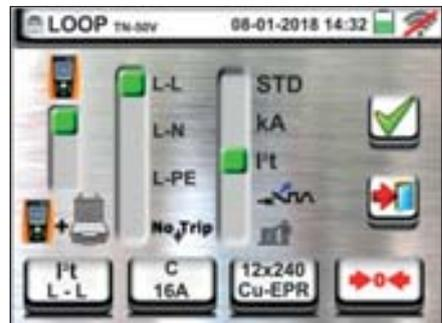 LOOP TN-50V 08-01-2018 14:32
L-L STD
L-N kA
L-PE I²t
No Trip
I²t C 12x240
L - L 16A Cu-EPR